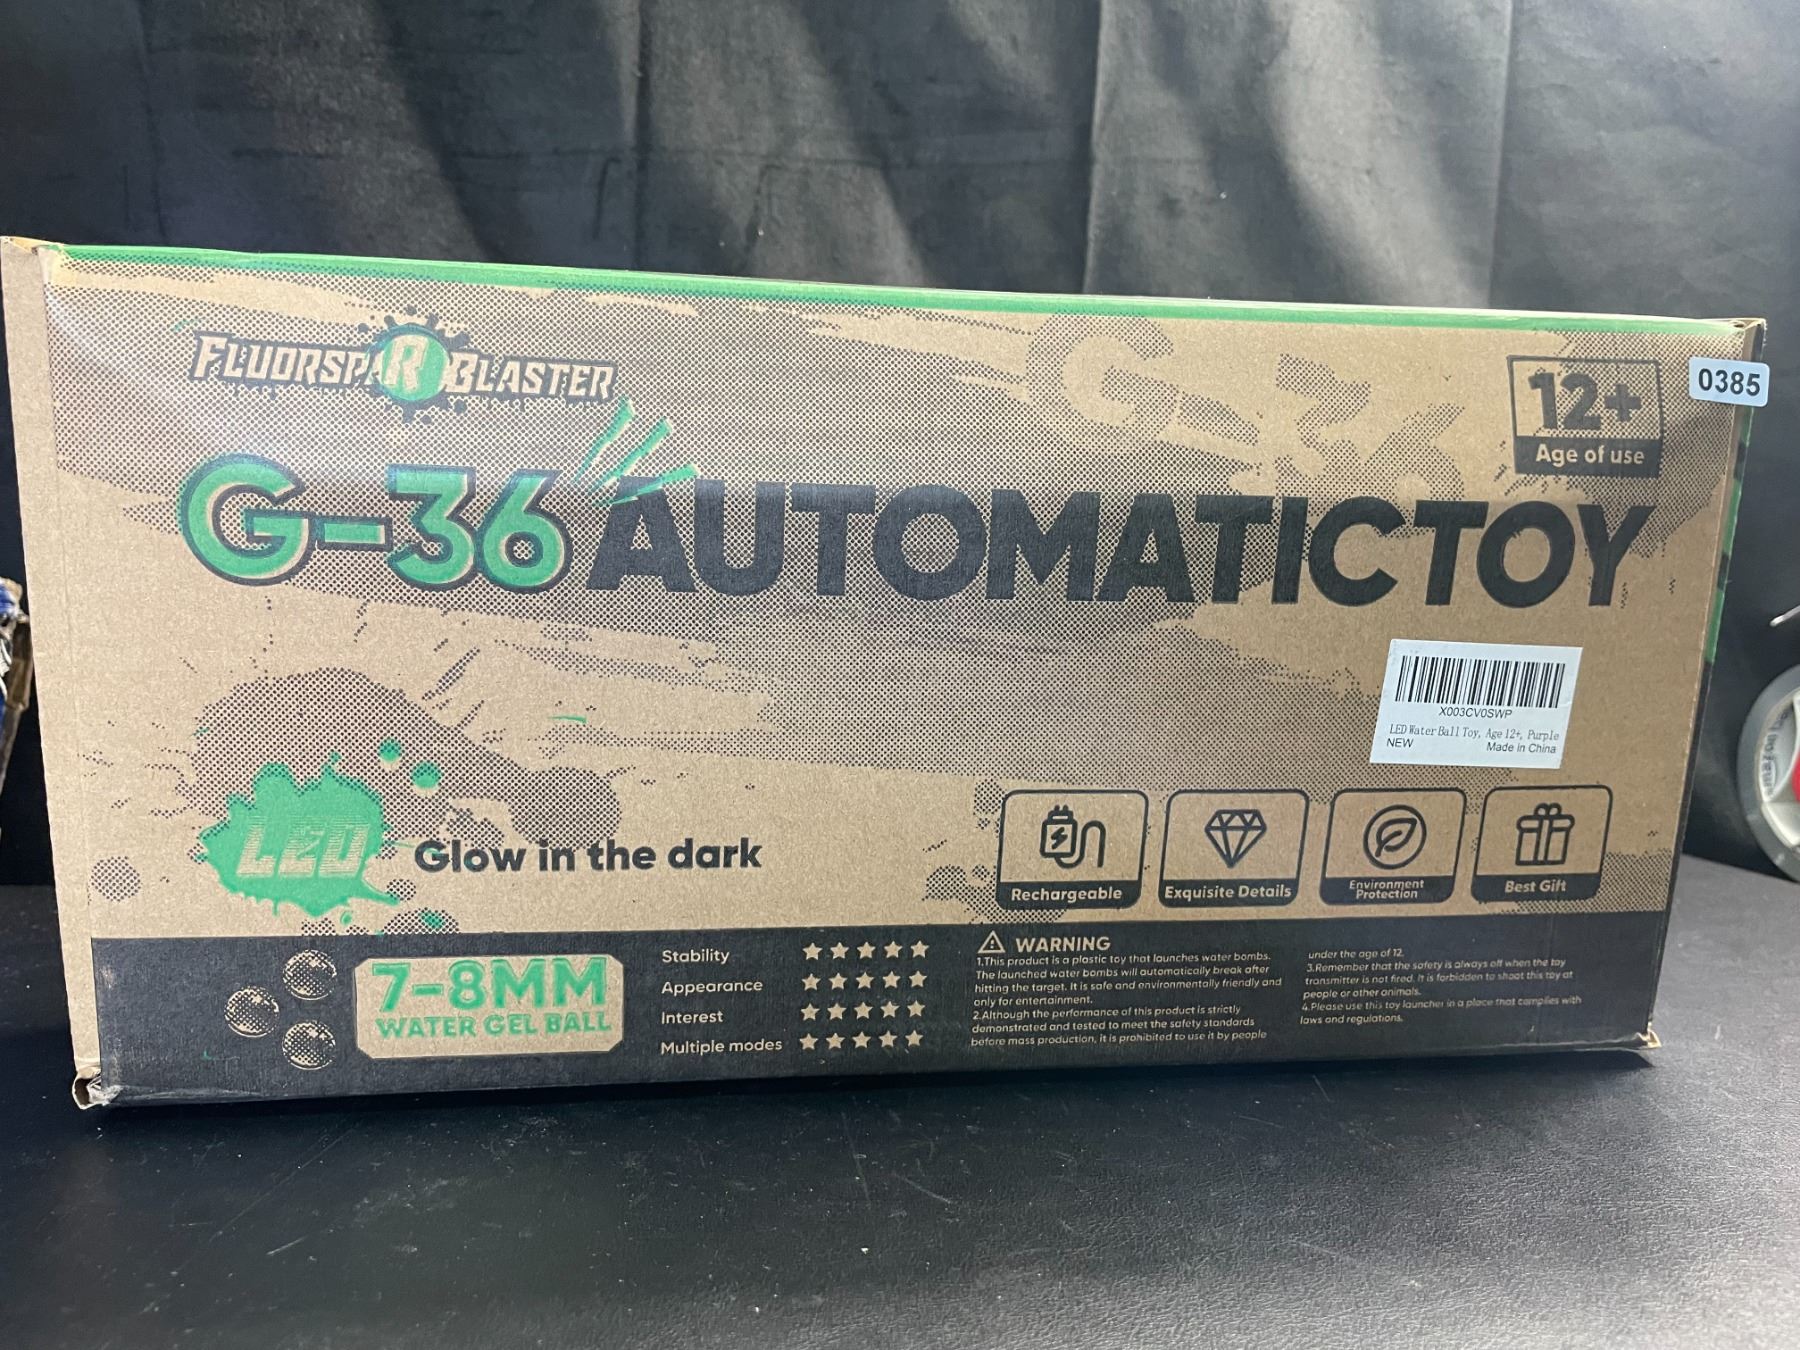 FLUORSPAR BLASTER
G-36
12+
Age of use
0385
G-36 AUTOMATICTOY
X003CV0SWP
LED Water Ball Toy, Age 12+, Purple
NEW Made in China
LED
Glow in the dark
Rechargeable
Exquisite Details
Environment
Protection
Best Gift
7-8MM
WATER GEL BALL
Stability
Appearance
Interest
Multiple modes
WARNING
1.This product is a plastic toy that launches water bombs.
The launched water bombs will automatically break after
hitting the target. It is safe and environmentally friendly and
only for entertainment.
2.Although the performance of this product is strictly
demonstrated and tested to meet the safety standards
before mass production, it is prohibited to use it by people
under the age of 12.
3.Remember that the safety is always off when the toy
transmitter is not fired. It is forbidden to shoot this toy at
people or other animals.
4.Please use this toy launcher in a place that complies with
laws and regulations.